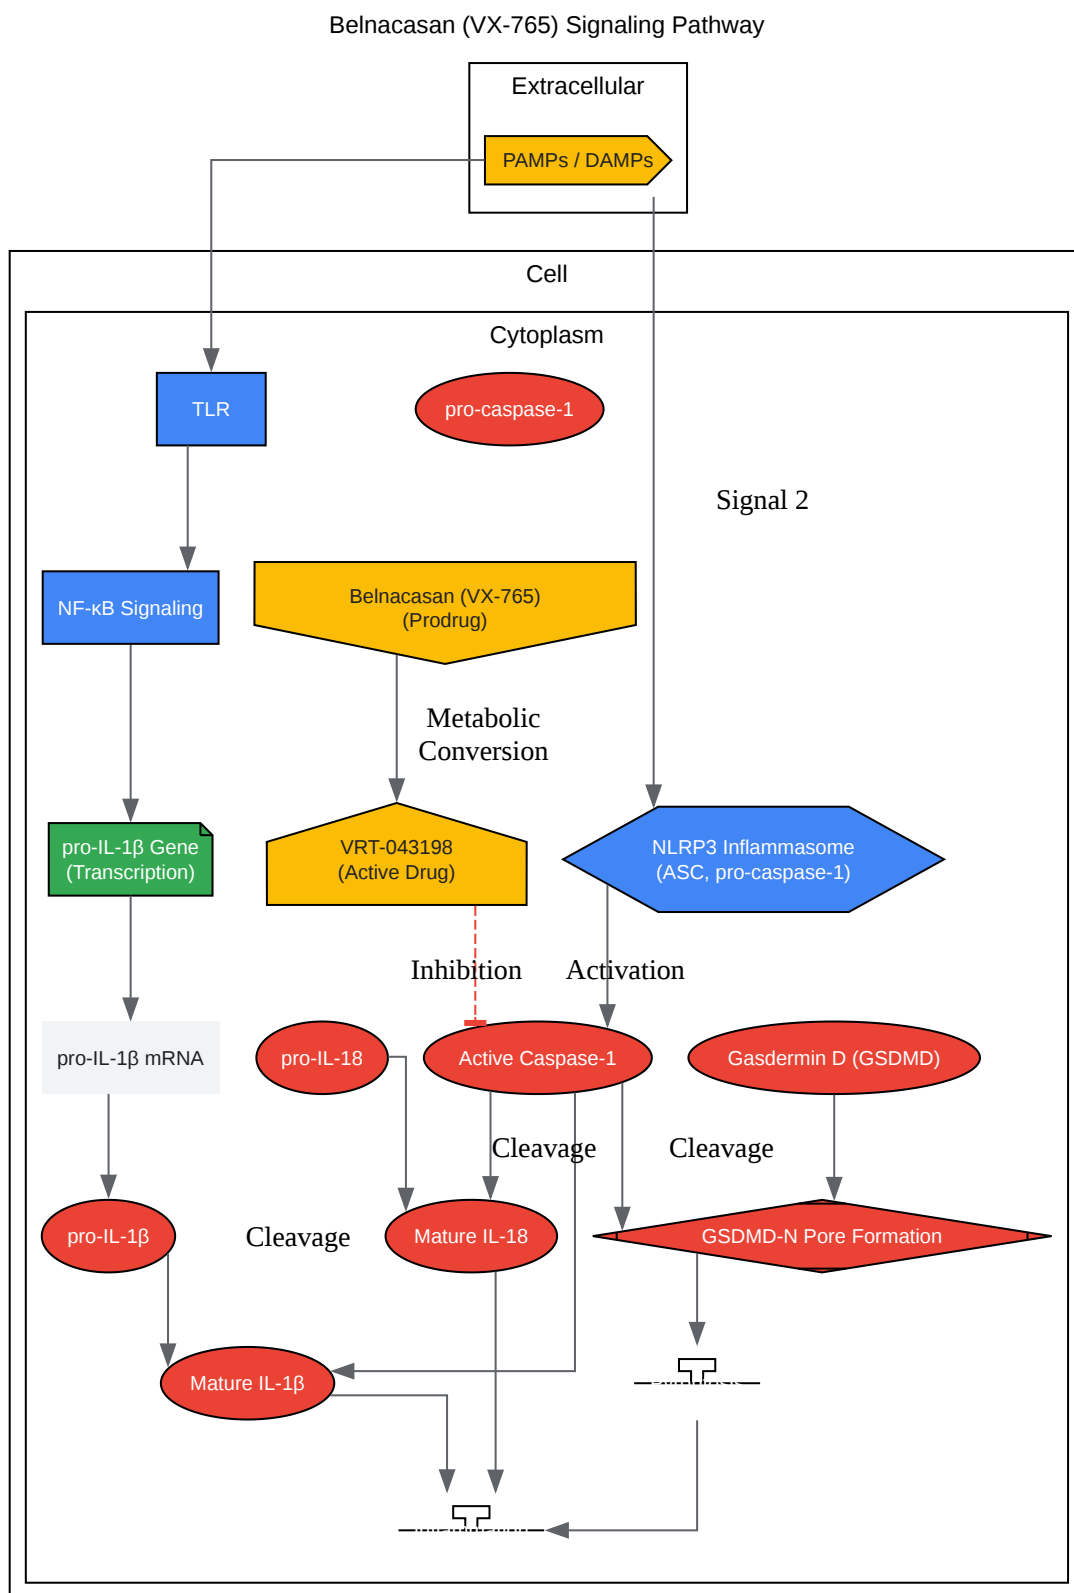 Belnacasan (VX-765) Signaling Pathway
Extracellular
PAMPs / DAMPs
Cell
Cytoplasm
TLR
pro-caspase-1
Signal 2
NF-κB Signaling
Belnacasan (VX-765)
(Prodrug)
Metabolic
Conversion
pro-IL-1β Gene
(Transcription)
VRT-043198
(Active Drug)
NLRP3 Inflammasome
(ASC, pro-caspase-1)
Inhibition
Activation
pro-IL-1β mRNA
pro-IL-18
Active Caspase-1
Gasdermin D (GSDMD)
Cleavage
Cleavage
pro-IL-1β
Cleavage
Mature IL-18
GSDMD-N Pore Formation
Mature IL-1β